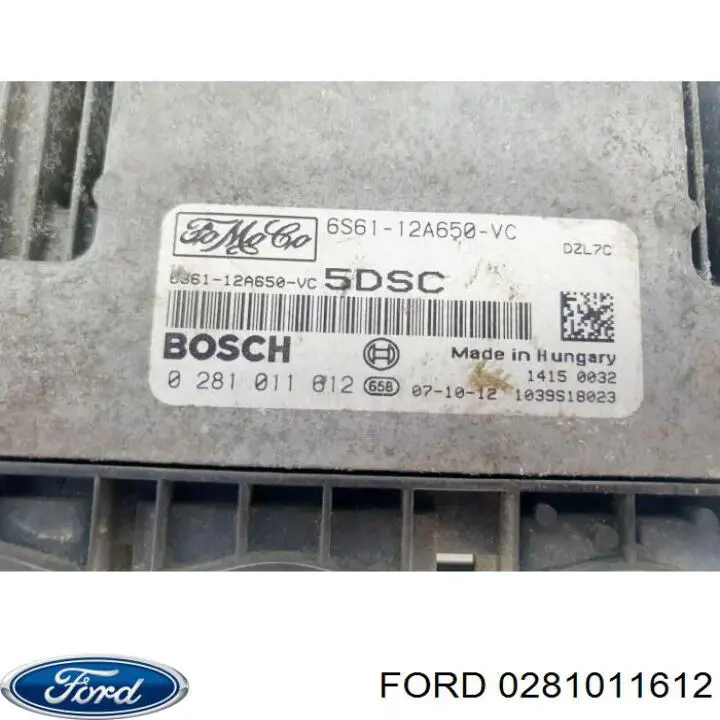 FoMoCo
6S61-12A650-VC
DZL7C
6S61-12A650-VC 5DSC
BOSCH
Made in Hungary
1415 0032
0 281 011 612 65B 07-10-12 1039S18023
Ford
FORD 0281011612